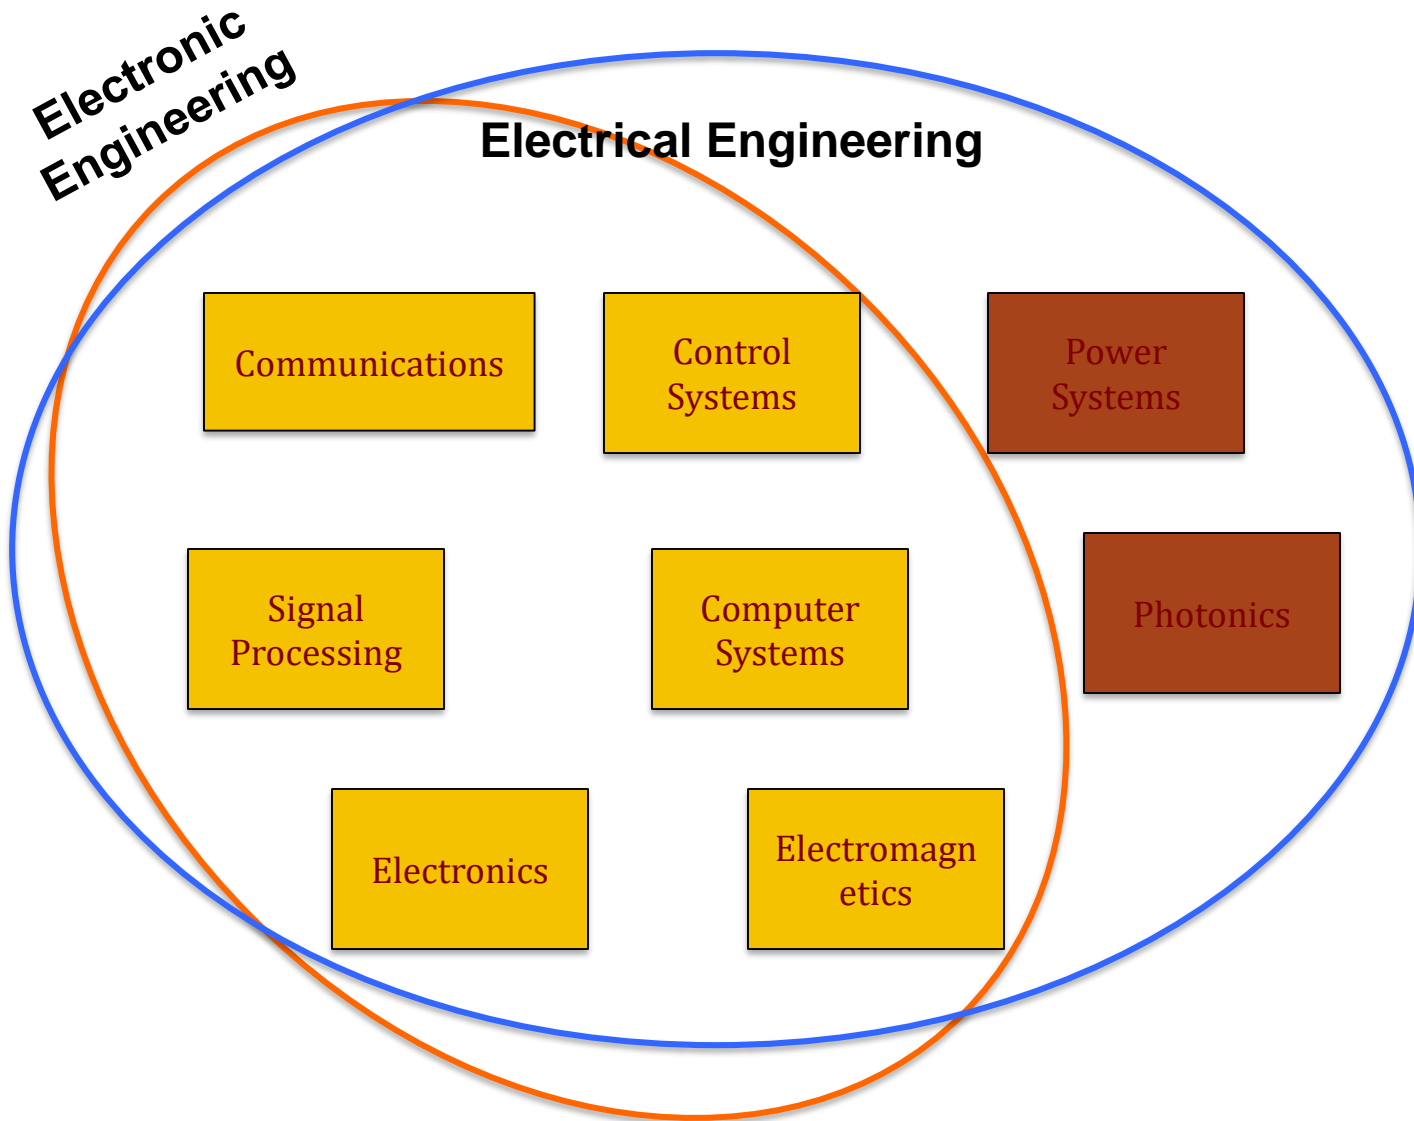 Electronic
Engineering
Electrical Engineering
Communications
Control
Systems
Power
Systems
Signal
Processing
Computer
Systems
Photonics
Electronics
Electromagn
etics